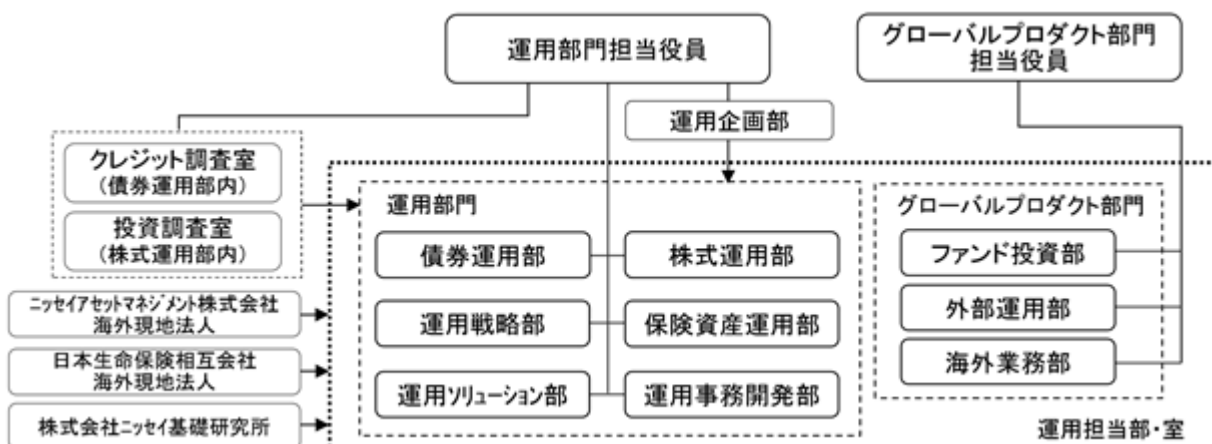 運用部門担当役員
グローバルプロダクト部門
担当役員
運用企画部
クレジット調査室
(債券運用部内)
投資調査室
(株式運用部内)
運用部門
債券運用部
株式運用部
運用戦略部
保険資産運用部
運用ソリューション部
運用事務開発部
グローバルプロダクト部門
ファンド投資部
外部運用部
海外業務部
ニッセイアセットマネジメント株式会社
海外現地法人
日本生命保険相互会社
海外現地法人
株式会社ニッセイ基礎研究所
運用担当部・室